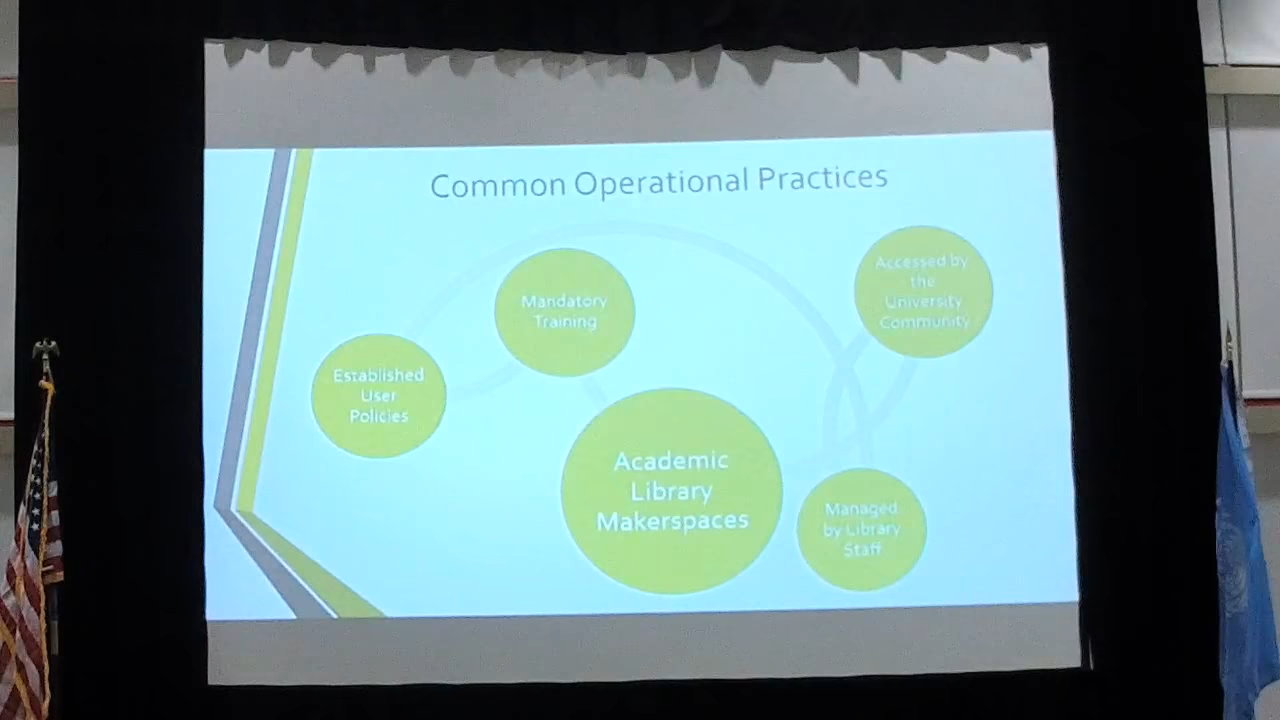 Common Operational Practices
Established
User
Policies
Mandatory
Training
Academic
Library
Makerspaces
Accessed by
the
University
Community
Managed
by Library
Staff